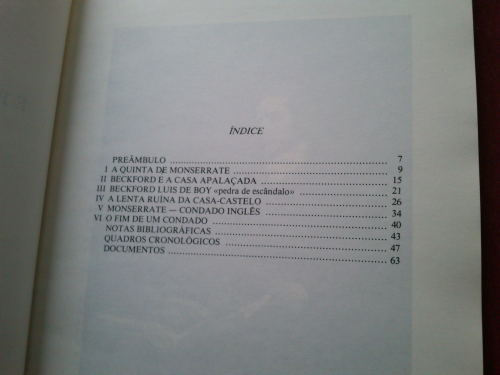 ÍNDICE
PREÂMBULO 7
I A QUINTA DE MONSERRATE 9
II BECKFORD E A CASA APALAÇADA 15
III BECKFORD LUIS DE BOY «pedra de escândalo» 21
IV A LENTA RUÍNA DA CASA-CASTELO 26
V MONSERRATE — CONDADO INGLÊS 34
VI O FIM DE UM CONDADO 40
NOTAS BIBLIOGRÁFICAS 43
QUADROS CRONOLÓGICOS 47
DOCUMENTOS 63